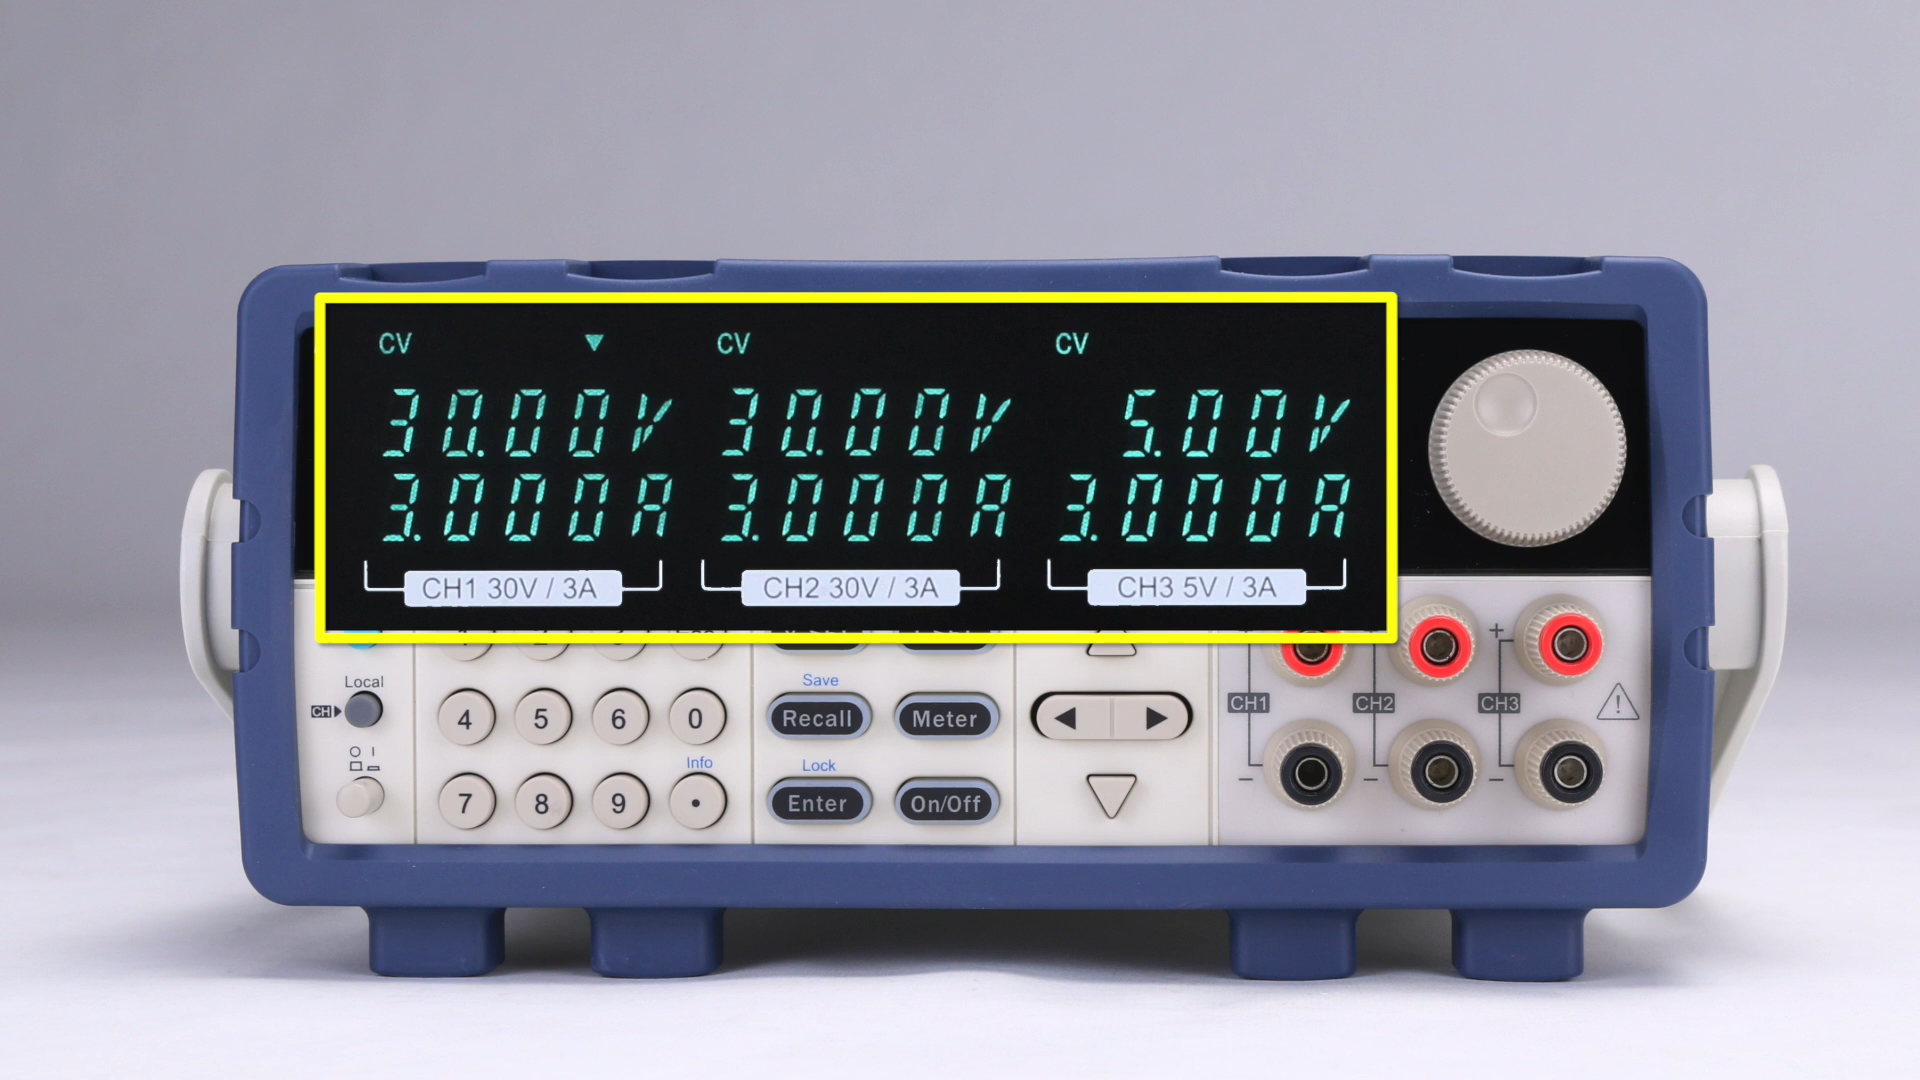 CV ▼ CV CV
30.00V 30.00V 5.00V
3.000A 3.000A 3.000A
CH1 30V / 3A CH2 30V / 3A CH3 5V / 3A
Local
CH
Save
+
4 5 6 0 Recall Meter
CH1 CH2 CH3
O I
Info Lock
7 8 9 . Enter On/Off
− − −